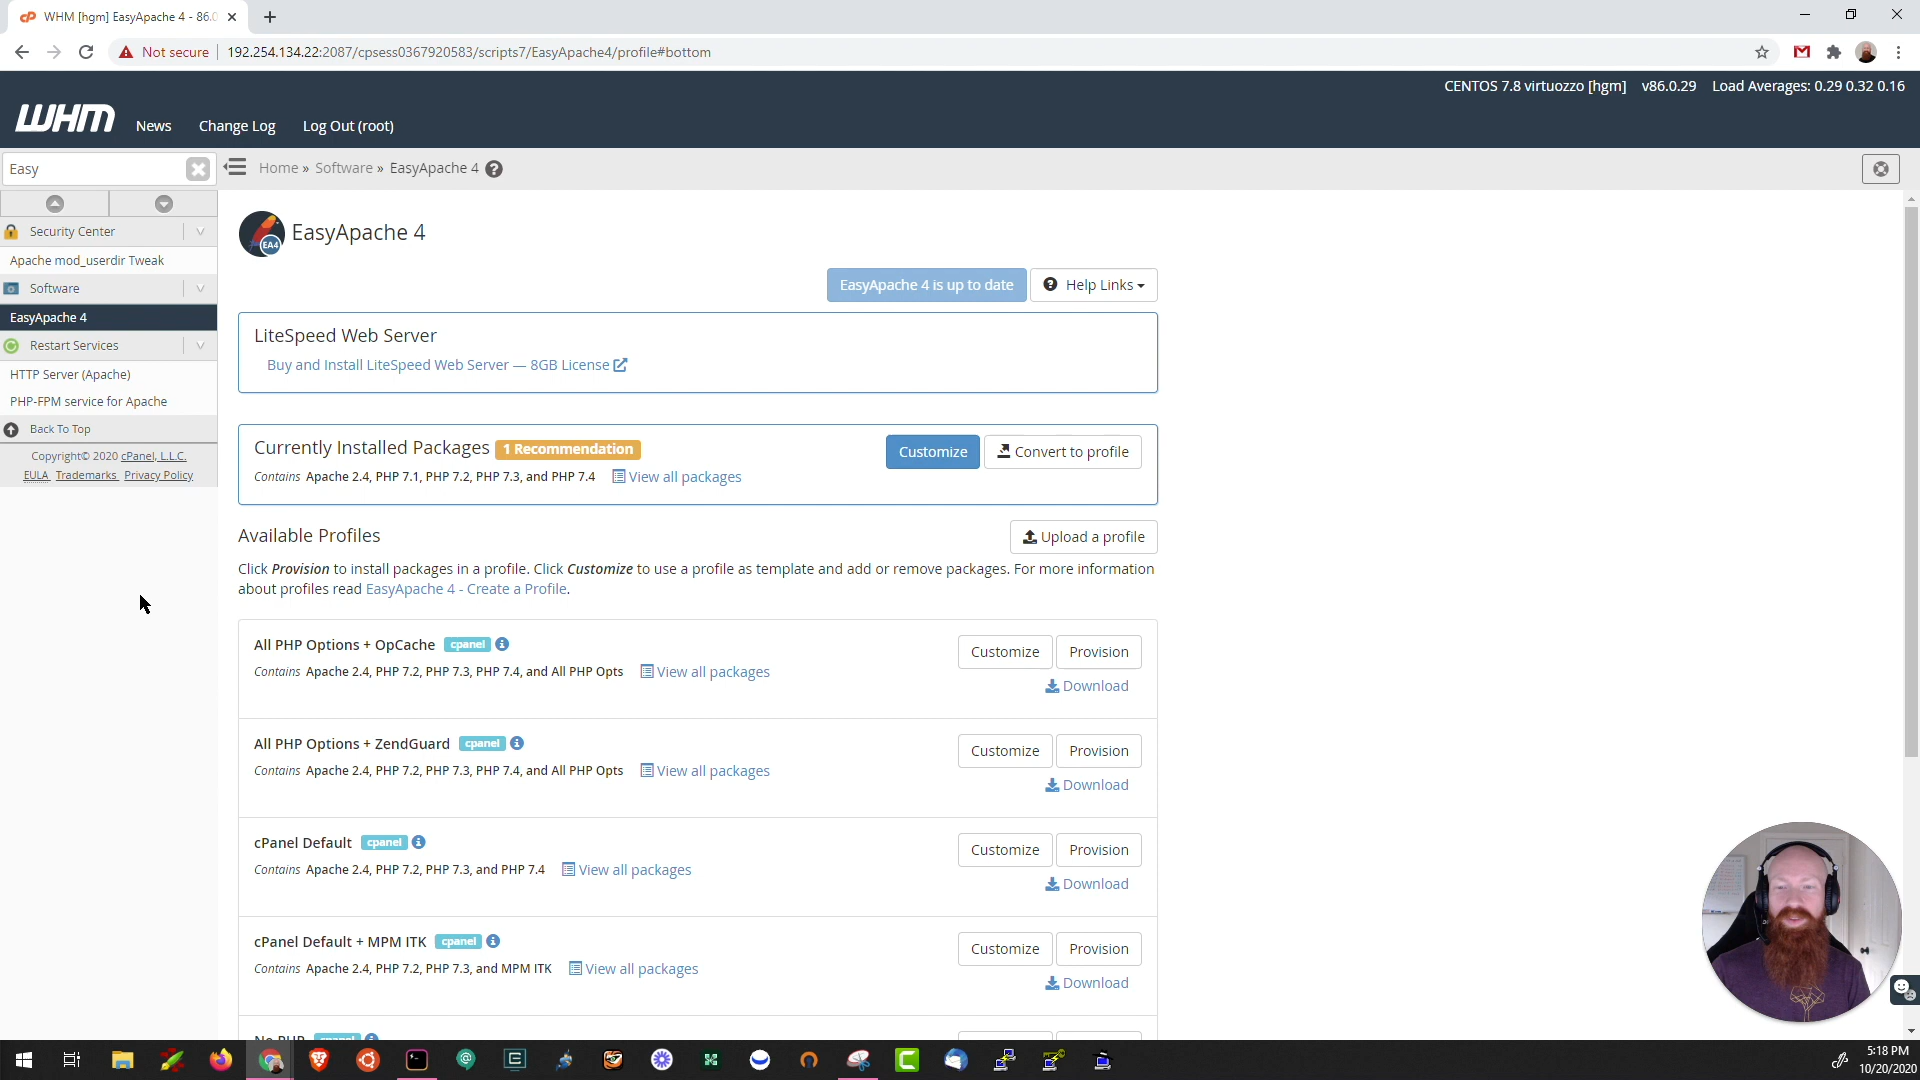 WHM [hgm] EasyApache 4 - 86.0
Not secure
192.254.134.22:2087/cpsess0367920583/scripts7/EasyApache4/profile#bottom
CENTOS 7.8 virtuozzo [hgm] v86.0.29 Load Averages: 0.29 0.32 0.16
WHM
News Change Log Log Out (root)
Easy
Home » Software » EasyApache 4
Security Center
Apache mod_userdir Tweak
Software
EasyApache 4
Restart Services
HTTP Server (Apache)
PHP-FPM service for Apache
Back To Top
Copyright© 2020 cPanel, L.L.C.
EULA Trademarks Privacy Policy
EA4
EasyApache 4
EasyApache 4 is up to date
Help Links
LiteSpeed Web Server
Buy and Install LiteSpeed Web Server — 8GB License
Currently Installed Packages 1 Recommendation
Customize Convert to profile
Contains Apache 2.4, PHP 7.1, PHP 7.2, PHP 7.3, and PHP 7.4 View all packages
Available Profiles
Upload a profile
Click Provision to install packages in a profile. Click Customize to use a profile as template and add or remove packages. For more information
about profiles read EasyApache 4 - Create a Profile.
All PHP Options + OpCache cpanel
Customize Provision
Contains Apache 2.4, PHP 7.2, PHP 7.3, PHP 7.4, and All PHP Opts View all packages
Download
All PHP Options + ZendGuard cpanel
Customize Provision
Contains Apache 2.4, PHP 7.2, PHP 7.3, PHP 7.4, and All PHP Opts View all packages
Download
cPanel Default cpanel
Customize Provision
Contains Apache 2.4, PHP 7.2, PHP 7.3, and PHP 7.4 View all packages
Download
cPanel Default + MPM ITK cpanel
Customize Provision
Contains Apache 2.4, PHP 7.2, PHP 7.3, and MPM ITK View all packages
Download
No PHP cpanel
5:18 PM
10/20/2020